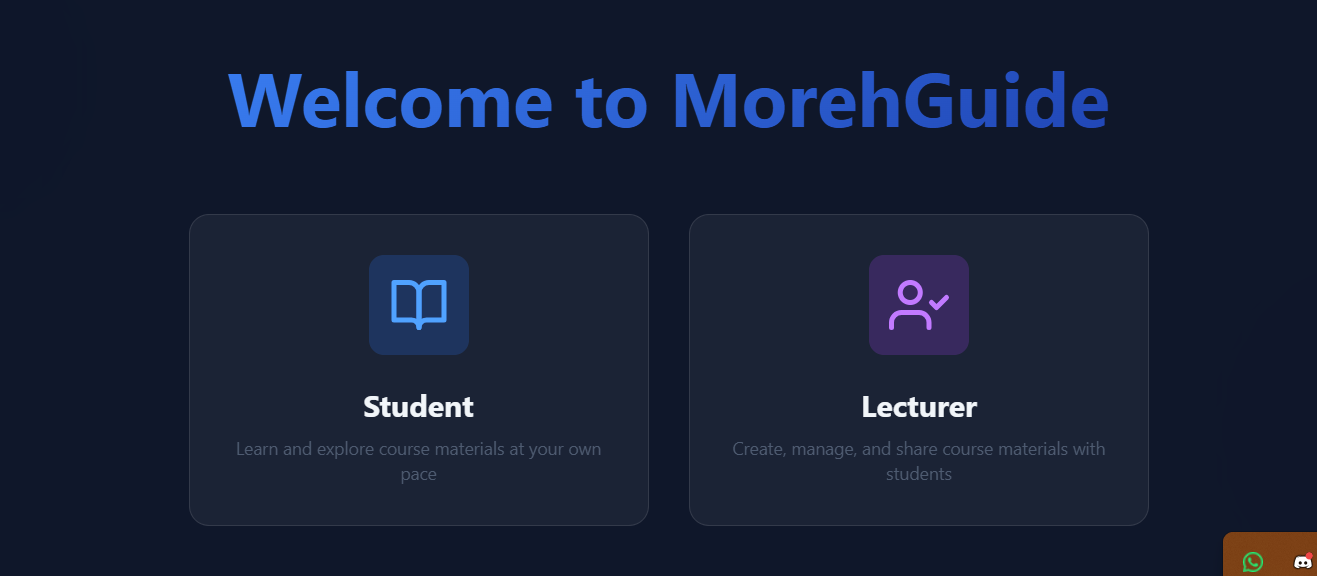 Welcome to MorehGuide
Student
Learn and explore course materials at your own
pace
Lecturer
Create, manage, and share course materials with
students